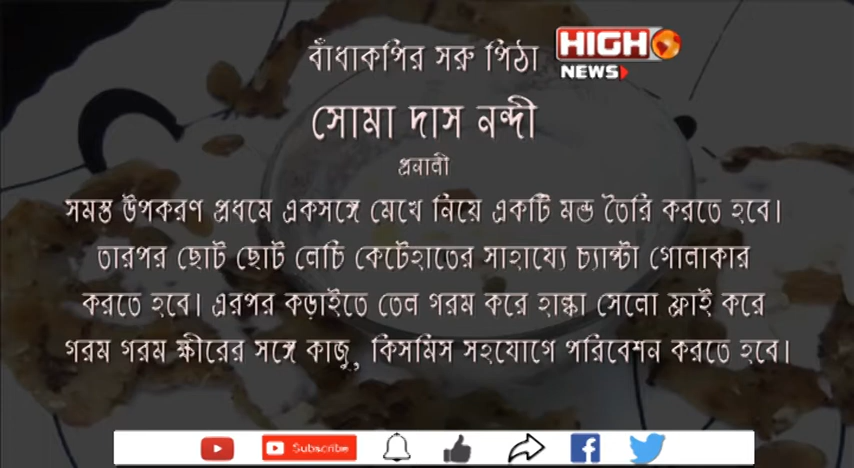 বাঁধাকপির সরু পিঠা
HIGH
NEWS
সোমা দাস নন্দী
প্রনালী
সমস্ত উপকরণ প্রথমে একসঙ্গে মেখে নিয়ে একটি মন্ড তৈরি করতে হবে।
তারপর ছোট ছোট লেচি কেটেহাতের সাহায্যে চ্যাপ্টা গোলাকার
করতে হবে। এরপর কড়াইতে তেল গরম করে হাল্কা সেলো ফ্রাই করে
গরম গরম ক্ষীরের সঙ্গে কাজু, কিসমিস সহযোগে পরিবেশন করতে হবে।
Subscribe